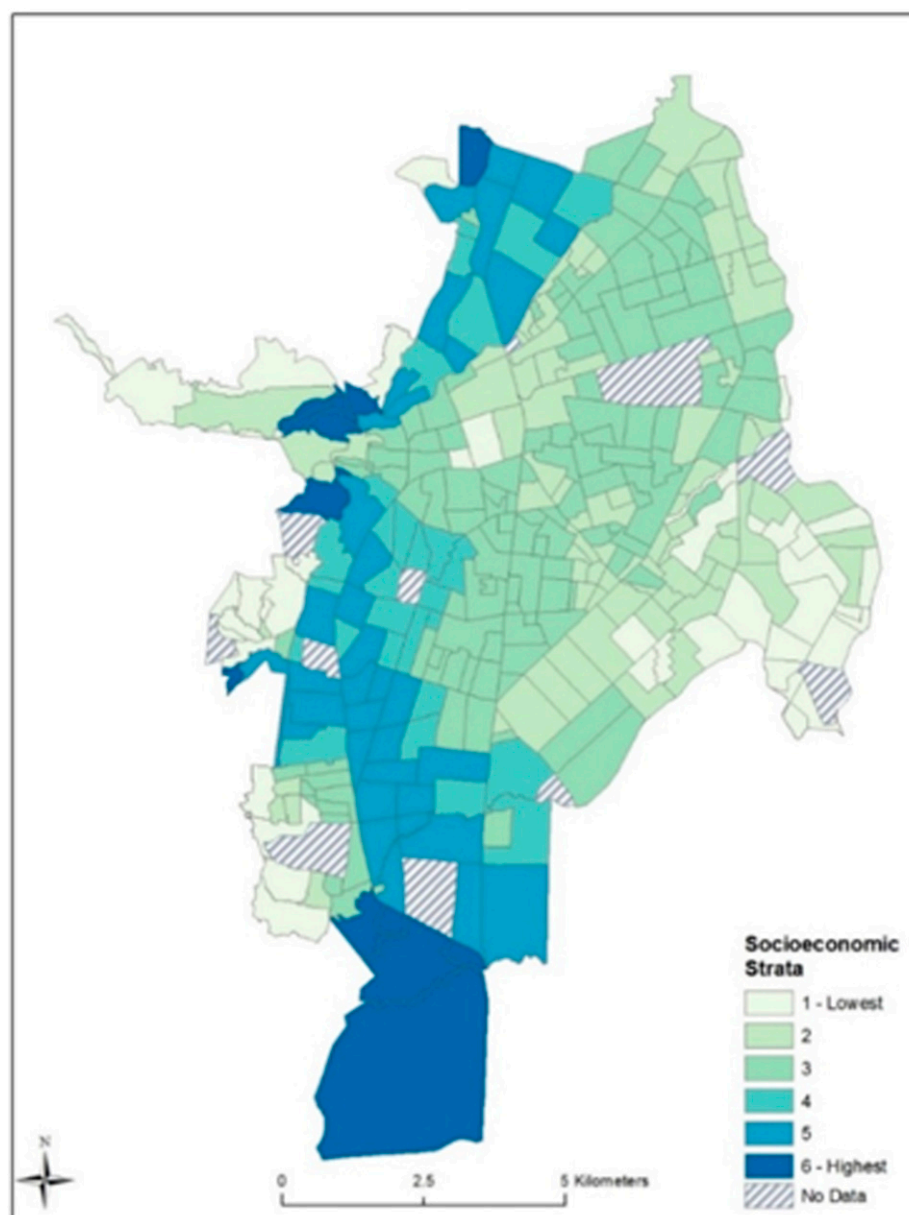 Socioeconomic
Strata
1 - Lowest
2
3
4
5
6 - Highest
No Data
N
0 2.5 5 Kilometers